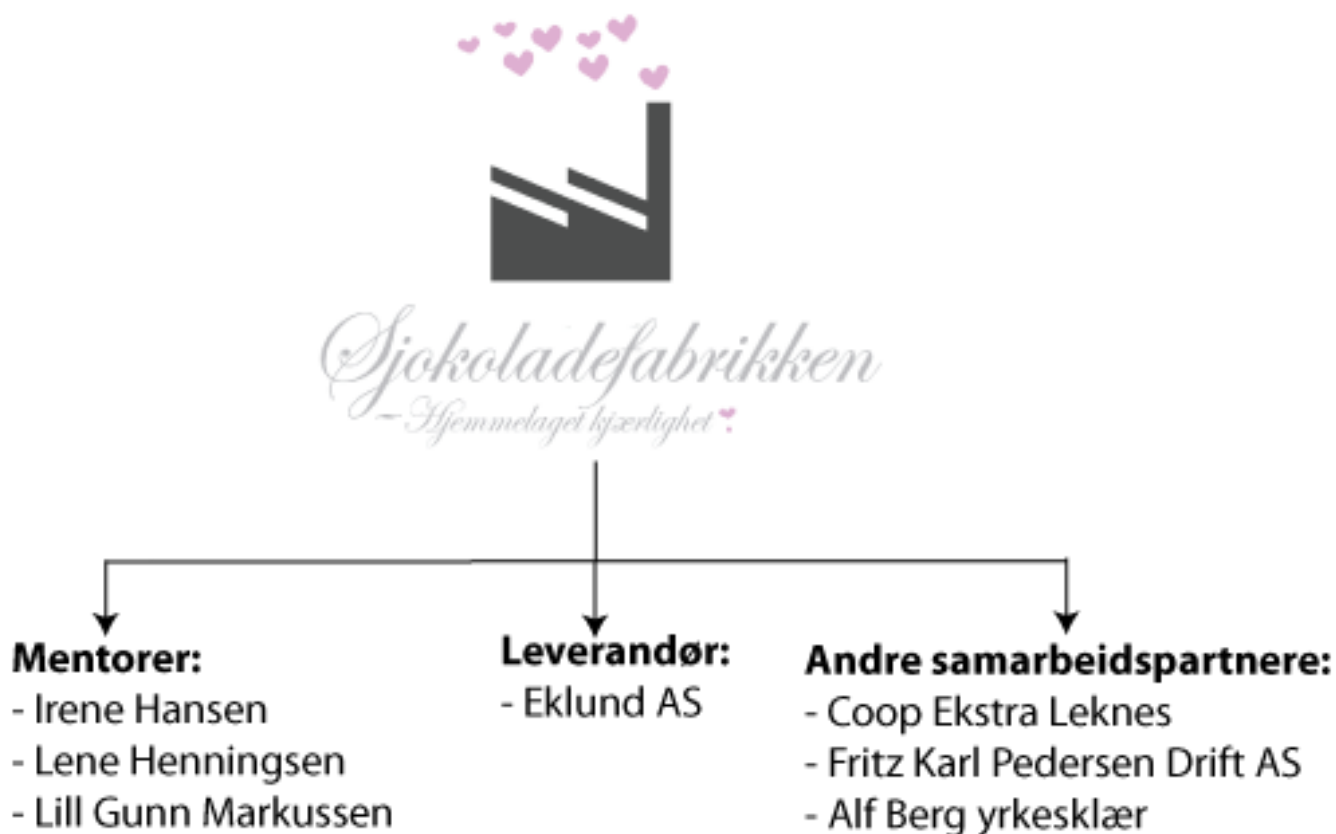 Sjokoladefabrikken
~ Hjemmelaget kjærlighet
Mentorer:
- Irene Hansen
- Lene Henningsen
- Lill Gunn Markussen
Leverandør:
- Eklund AS
Andre samarbeidspartnere:
- Coop Ekstra Leknes
- Fritz Karl Pedersen Drift AS
- Alf Berg yrkesklær